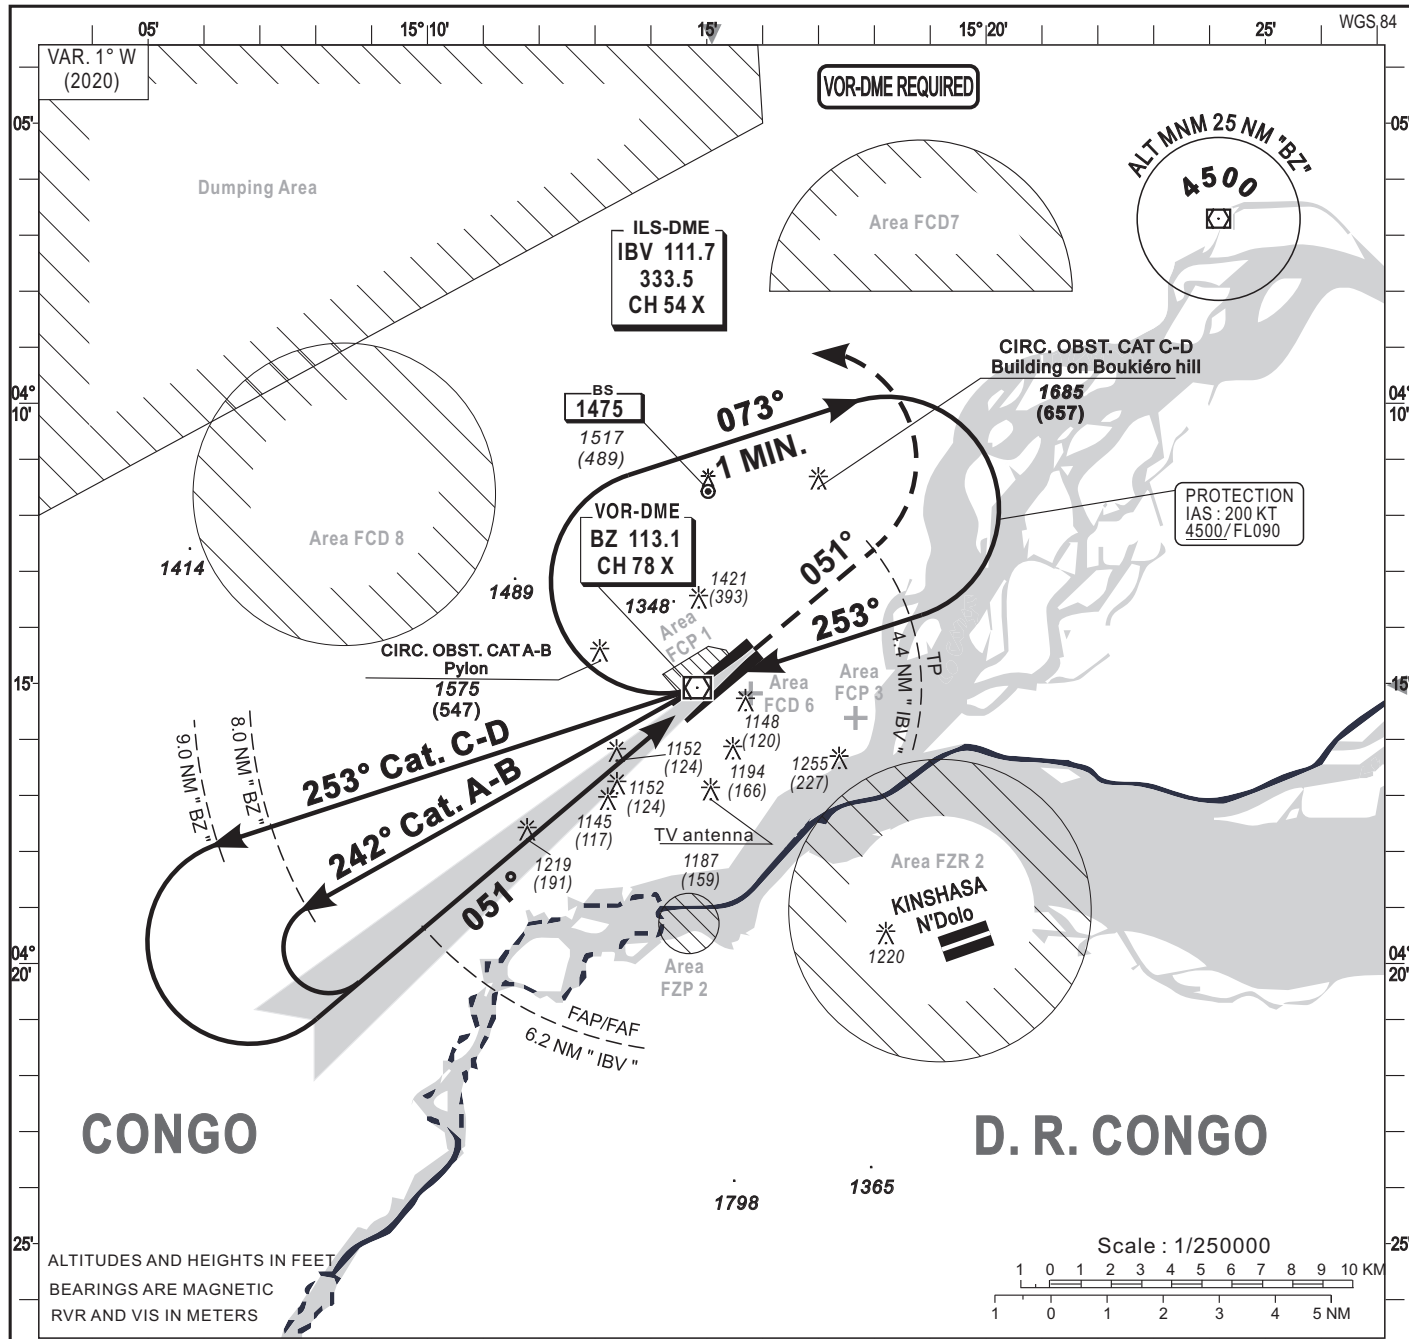 05'
15° 10'
15'
15° 20'
25'
WGS 84
VAR. 1° W
(2020)
VOR-DME REQUIRED
05'
05'
ALT MNM 25 NM "BZ"
4500
Dumping Area
Area FCD7
ILS-DME
IBV 111.7
333.5
CH 54 X
CIRC. OBST. CAT C-D
Building on Boukiéro hill
1685
(657)
04°
10'
04°
10'
BS
1475
1517
(489)
073°
1 MIN.
PROTECTION
IAS : 200 KT
4500/FL090
VOR-DME
BZ 113.1
CH 78 X
Area FCD 8
1414
1489
1348
1421
(393)
051°
253°
Area
FCP 1
TP
4.4 NM "IBV"
CIRC. OBST. CAT A-B
Pylon
1575
(547)
15'
15'
Area
FCD 6
Area
FCP 3
1148
(120)
1152
(124)
1194
(166)
1255
(227)
1152
(124)
1145
(117)
TV antenna
1187
(159)
1219
(191)
9.0 NM " BZ "
8.0 NM " BZ "
253° Cat. C-D
242° Cat. A-B
051°
Area FZR 2
KINSHASA
N'Dolo
1220
04°
20'
04°
20'
Area
FZP 2
FAP/FAF
6.2 NM " IBV "
CONGO
D. R. CONGO
1798
1365
25'
25'
ALTITUDES AND HEIGHTS IN FEET
BEARINGS ARE MAGNETIC
RVR AND VIS IN METERS
Scale : 1/250000
1 0 1 2 3 4 5 6 7 8 9 10 KM
1 0 1 2 3 4 5 NM